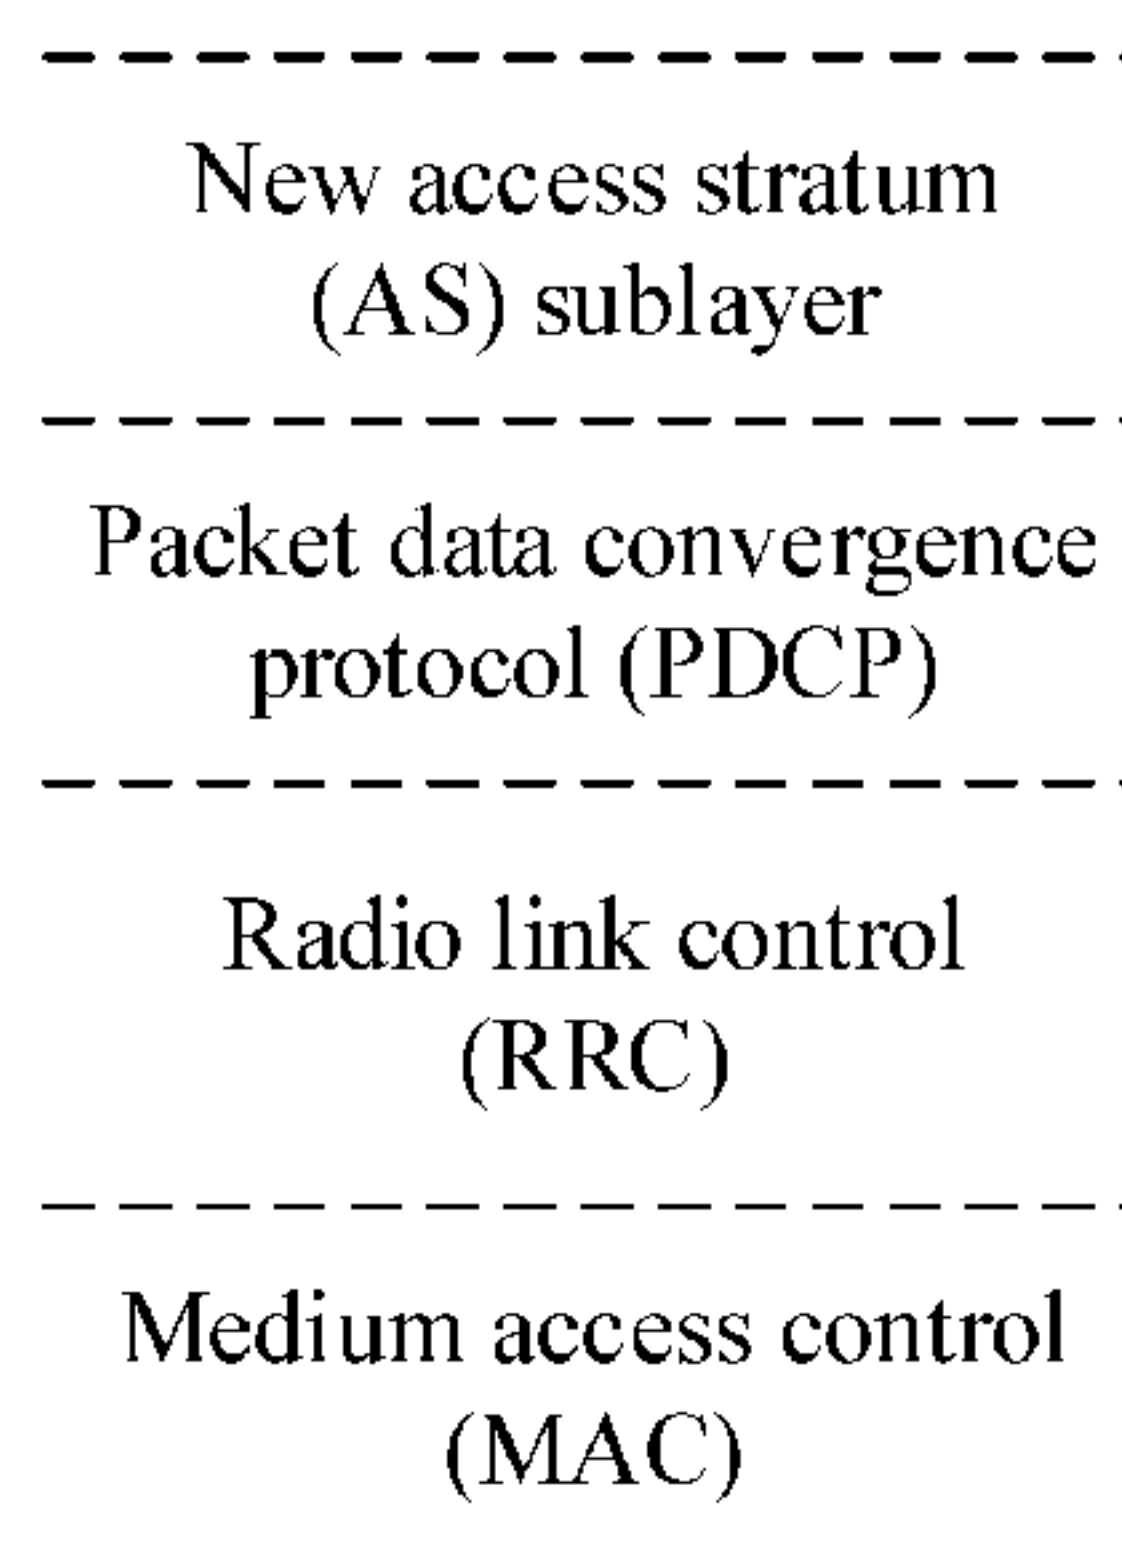 New access stratum
(AS) sublayer
Packet data convergence
protocol (PDCP)
Radio link control
(RRC)
Medium access control
(MAC)